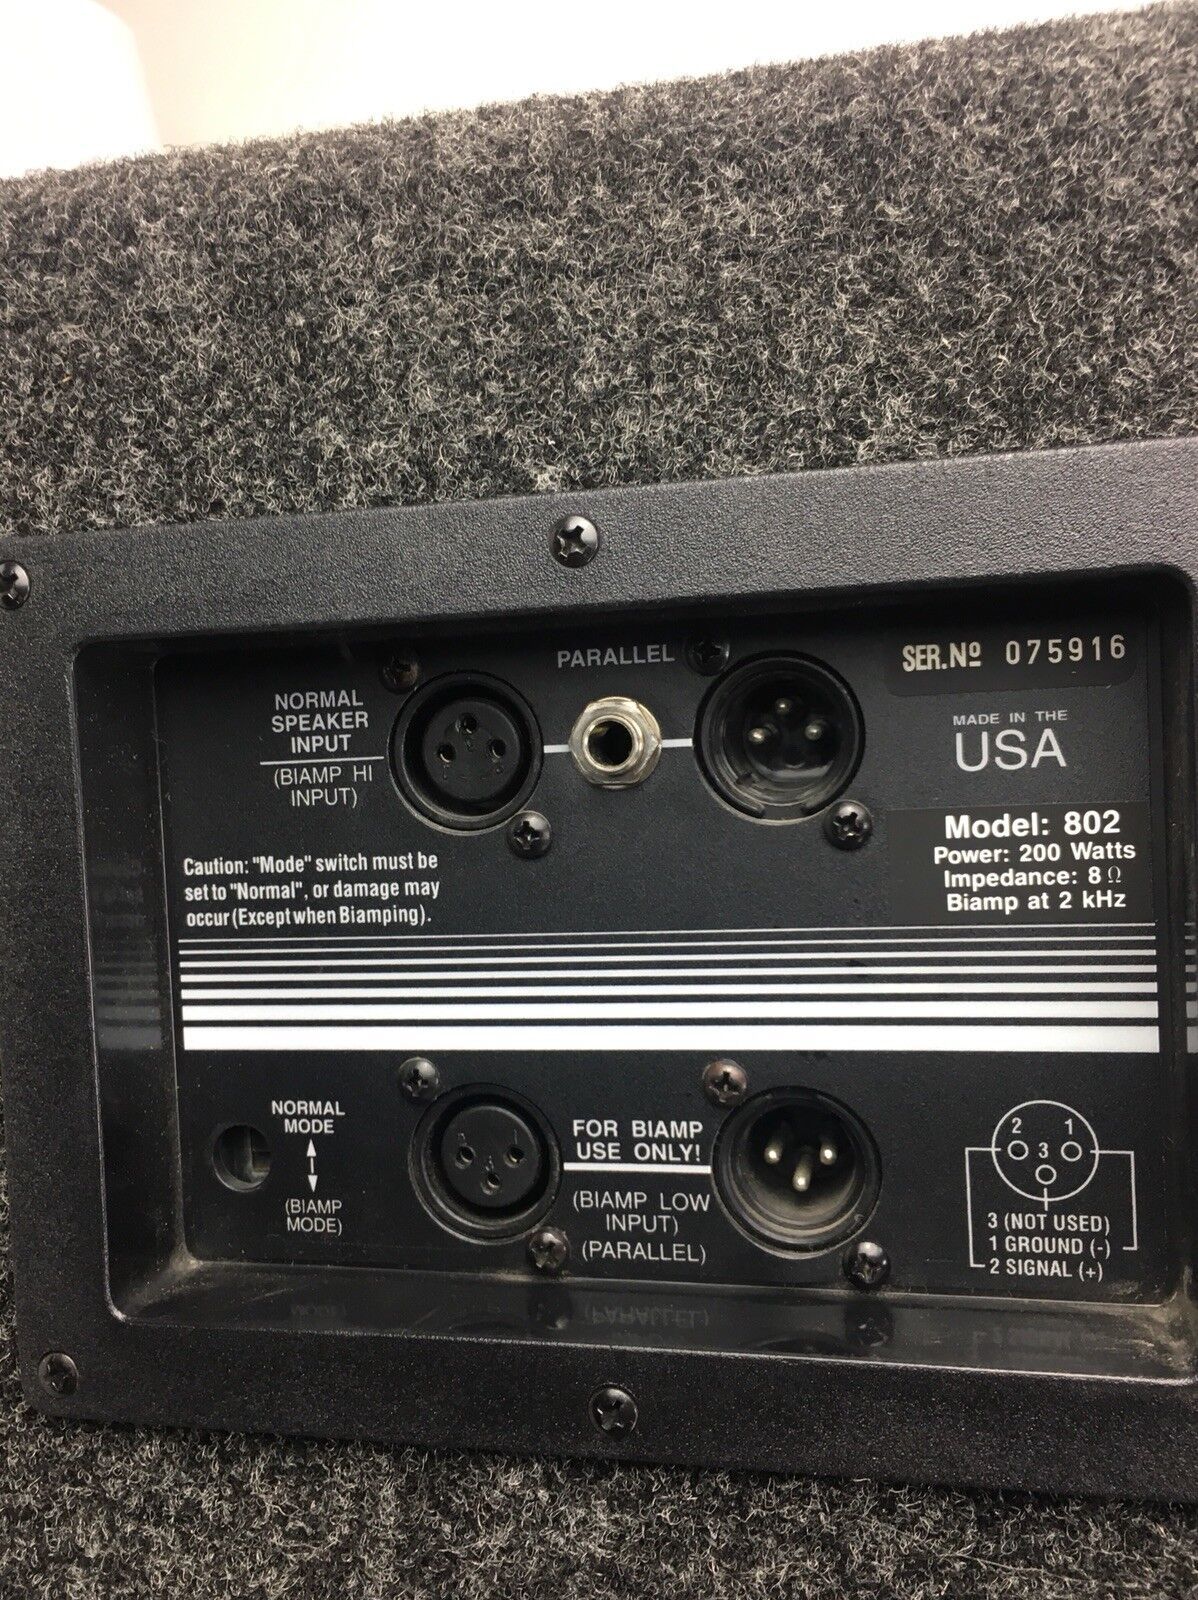 PARALLEL
SER.Nº 075916
NORMAL
SPEAKER
INPUT
(BIAMP HI
INPUT)
MADE IN THE
USA
Model: 802
Power: 200 Watts
Impedance: 8Ω
Biamp at 2 kHz
Caution: "Mode" switch must be
set to "Normal", or damage may
occur (Except when Biamping).
NORMAL
MODE
(BIAMP
MODE)
FOR BIAMP
USE ONLY!
(BIAMP LOW
INPUT)
(PARALLEL)
2 1
3
3 (NOT USED)
1 GROUND (-)
2 SIGNAL (+)